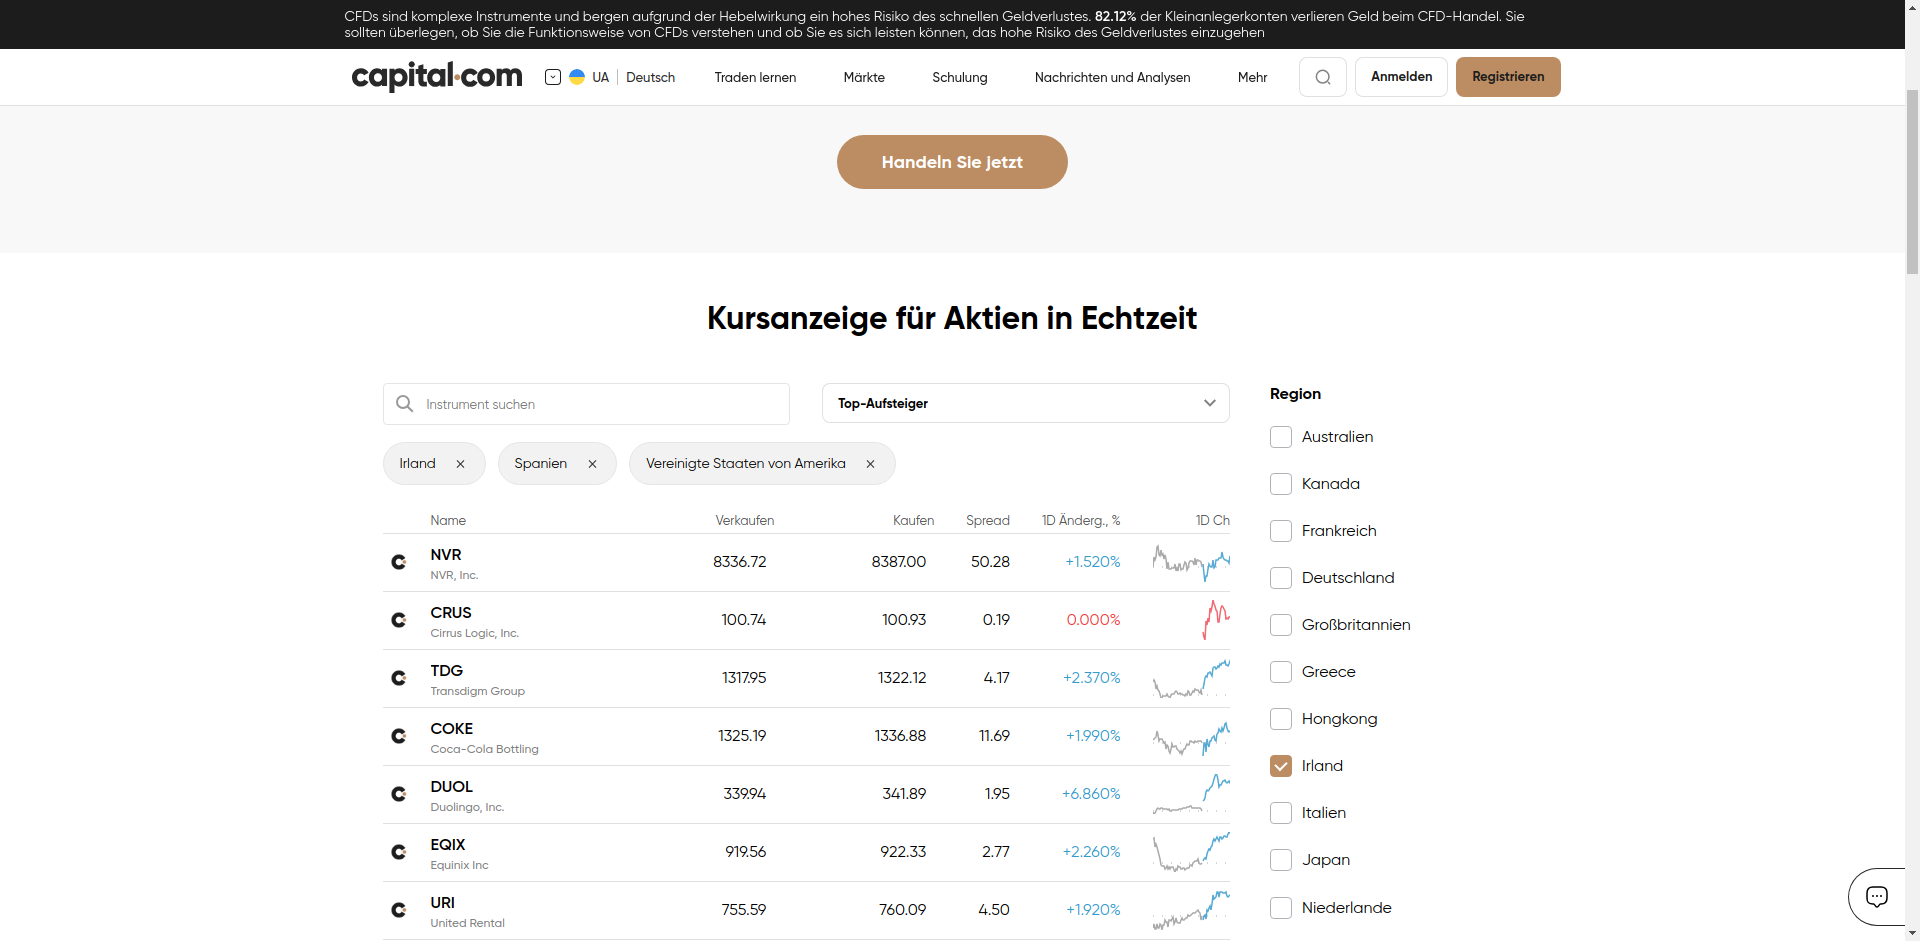 CFDs sind komplexe Instrumente und bergen aufgrund der Hebelwirkung ein hohes Risiko des schnellen Geldverlustes. 82.12% der Kleinanlegerkonten verlieren Geld beim CFD-Handel. Sie
sollten überlegen, ob Sie die Funktionsweise von CFDs verstehen und ob Sie es sich leisten können, das hohe Risiko des Geldverlustes einzugehen
capital.com UA Deutsch Traden lernen Märkte Schulung Nachrichten und Analysen Mehr Anmelden Registrieren
Handeln Sie jetzt
Kursanzeige für Aktien in Echtzeit
Instrument suchen
Top-Aufsteiger
Irland Spanien Vereinigte Staaten von Amerika
Name Verkaufen Kaufen Spread 1D Änderg., % 1D Ch
NVR 8336.72 8387.00 50.28 +1.520%
NVR, Inc.
CRUS 100.74 100.93 0.19 0.000%
Cirrus Logic, Inc.
TDG 1317.95 1322.12 4.17 +2.370%
Transdigm Group
COKE 1325.19 1336.88 11.69 +1.990%
Coca-Cola Bottling
DUOL 339.94 341.89 1.95 +6.860%
Duolingo, Inc.
EQIX 919.56 922.33 2.77 +2.260%
Equinix Inc
URI 755.59 760.09 4.50 +1.920%
United Rental
Region
Australien
Kanada
Frankreich
Deutschland
Großbritannien
Greece
Hongkong
Irland
Italien
Japan
Niederlande